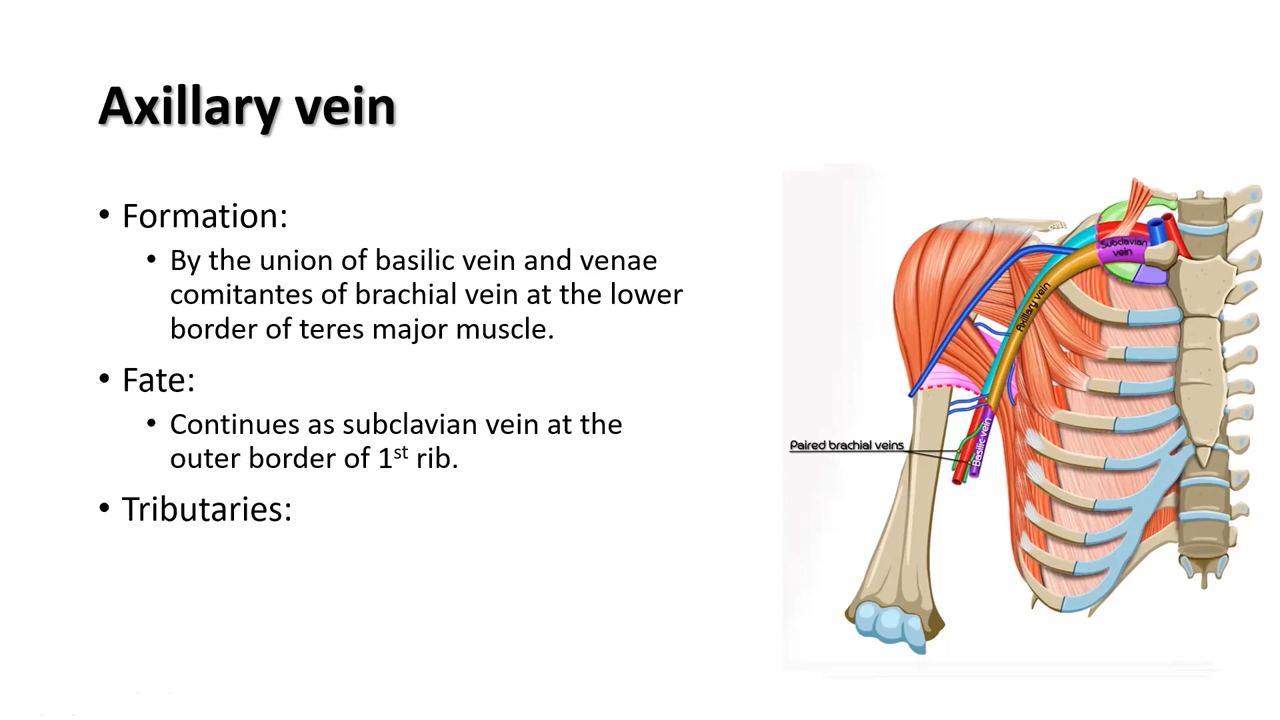 Axillary vein
• Formation:
• By the union of basilic vein and venae
comitantes of brachial vein at the lower
border of teres major muscle.
• Fate:
• Continues as subclavian vein at the
outer border of 1st rib.
• Tributaries:
Subclavian
vein
Axillary vein
Paired brachial veins
Basilic vein